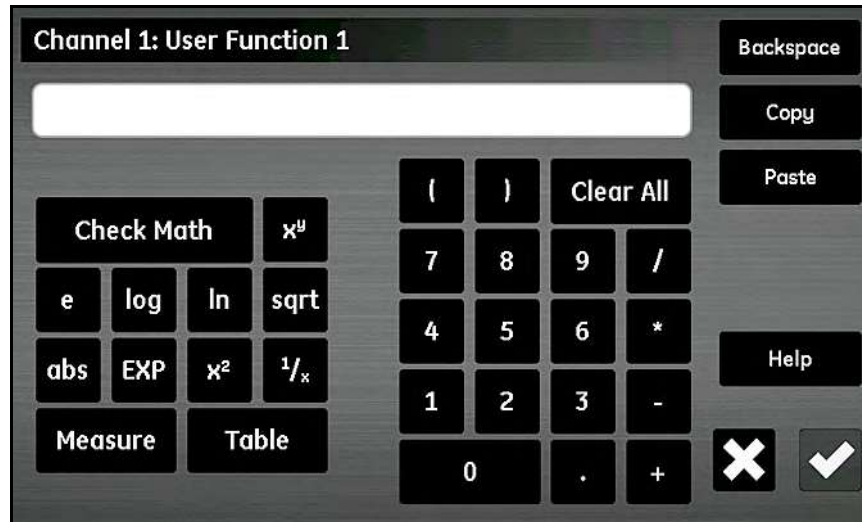 Channel 1: User Function 1
Backspace
Copy
Paste
( ) Clear All
Check Math xʸ
7 8 9 /
e log ln sqrt
4 5 6 *
abs EXP x² ¹/ₓ
Help
1 2 3 -
Measure Table
0 . +